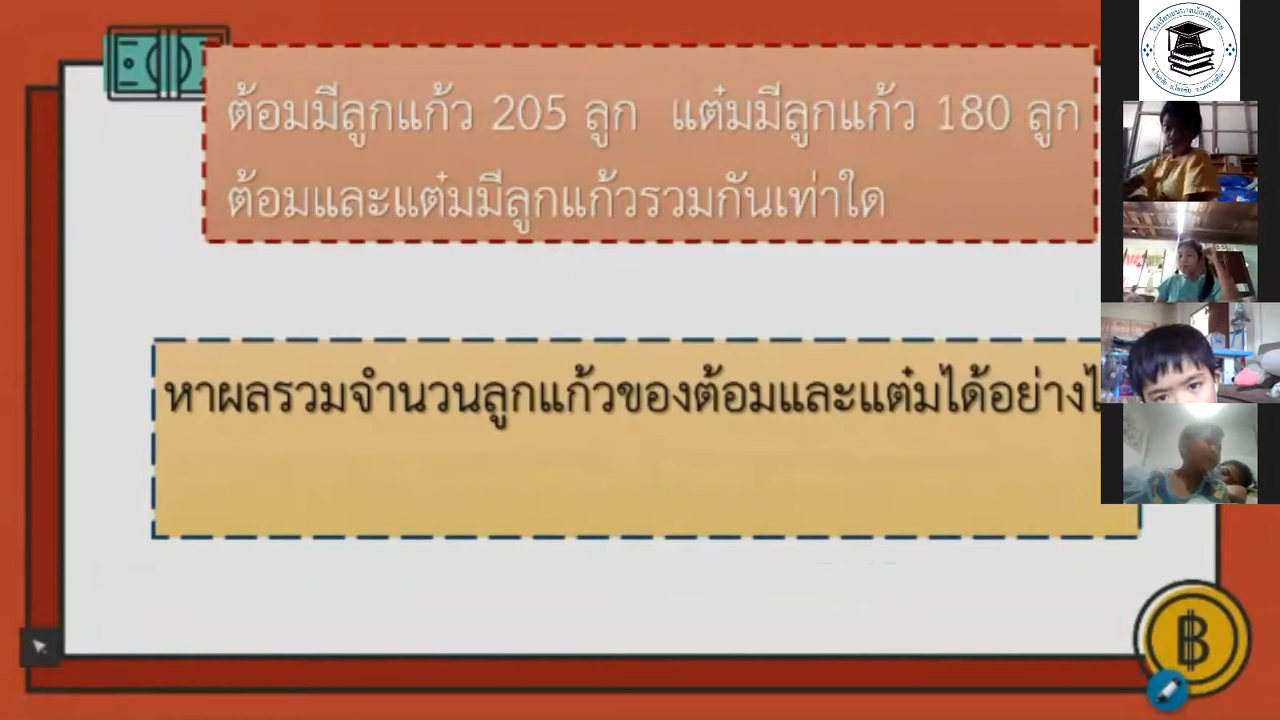 ต้อมมีลูกแก้ว 205 ลูก แต๋มมีลูกแก้ว 180 ลูก
ต้อมและแต๋มมีลูกแก้วรวมกันเท่าใด
หาผลรวมจำนวนลูกแก้วของต้อมและแต๋มได้อย่าง